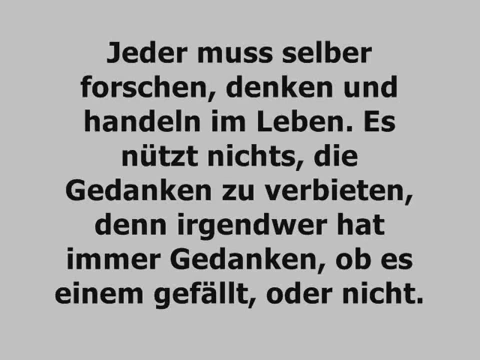 Jeder muss selber
forschen, denken und
handeln im Leben. Es
nützt nichts, die
Gedanken zu verbieten,
denn irgendwer hat
immer Gedanken, ob es
einem gefällt, oder nicht.